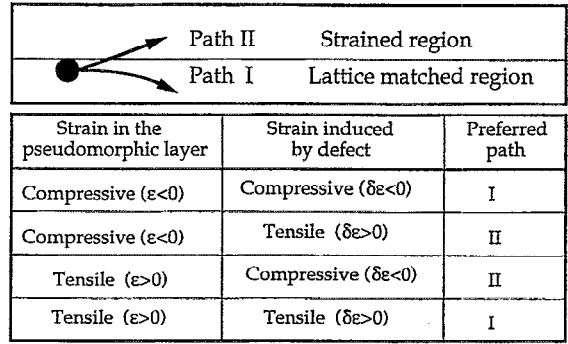 Path II Strained region
Path I Lattice matched region
Strain in the pseudomorphic layer Strain induced by defect Preferred path
Compressive (ε<0) Compressive (δε<0) I
Compressive (ε<0) Tensile (δε>0) II
Tensile (ε>0) Compressive (δε<0) II
Tensile (ε>0) Tensile (δε>0) I